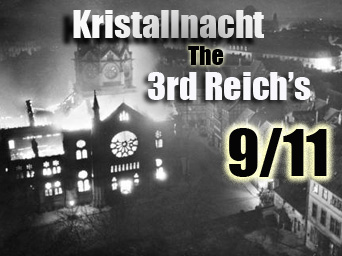 Kristallnacht
The
3rd Reich's
9/11